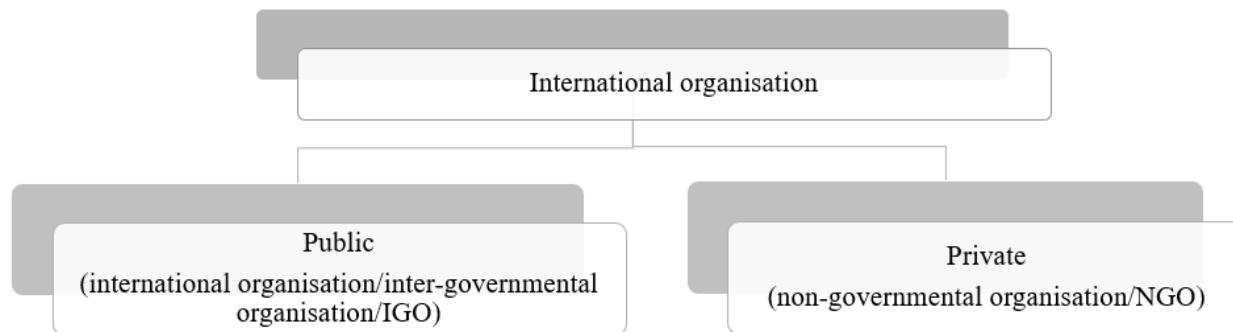 International organisation
Public
(international organisation/inter-governmental
organisation/IGO)
Private
(non-governmental organisation/NGO)